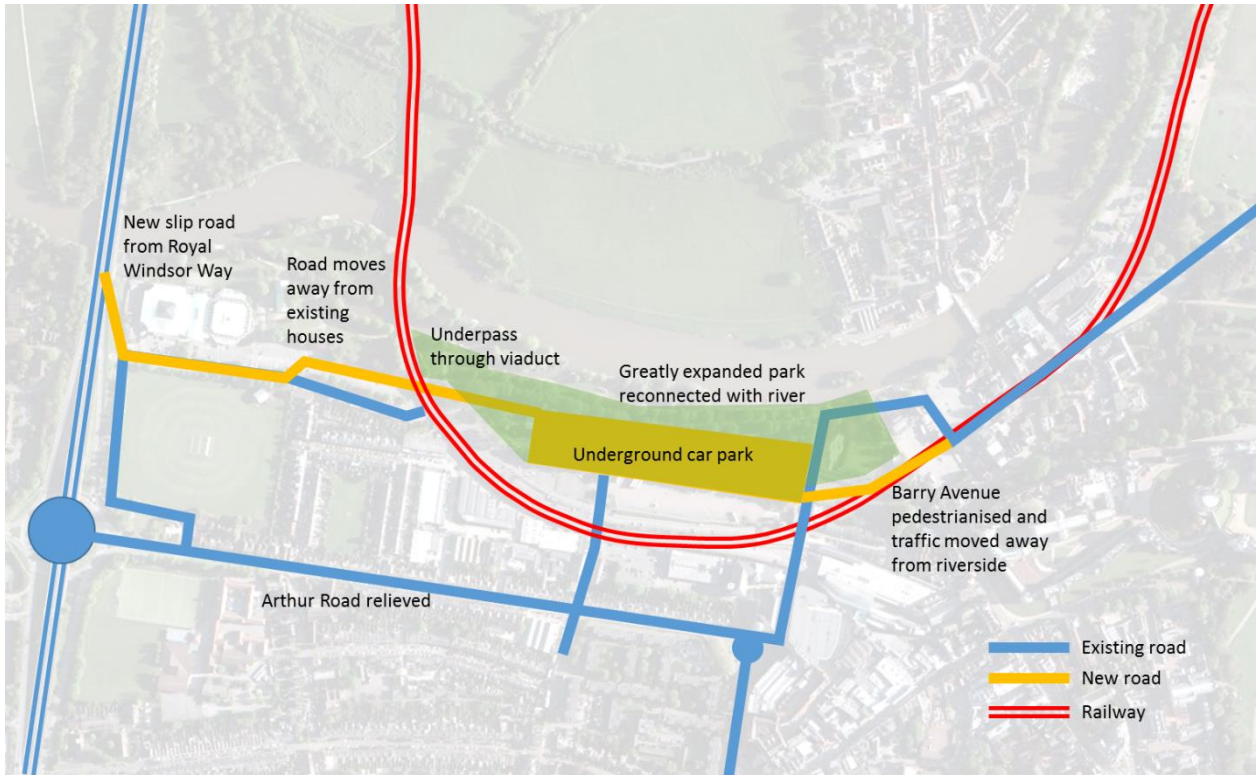 New slip road
from Royal
Windsor Way
Road moves
away from
existing
houses
Underpass
through viaduct
Greatly expanded park
reconnected with river
Underground car park
Barry Avenue
pedestrianised and
traffic moved away
from riverside
Arthur Road relieved
Existing road
New road
Railway